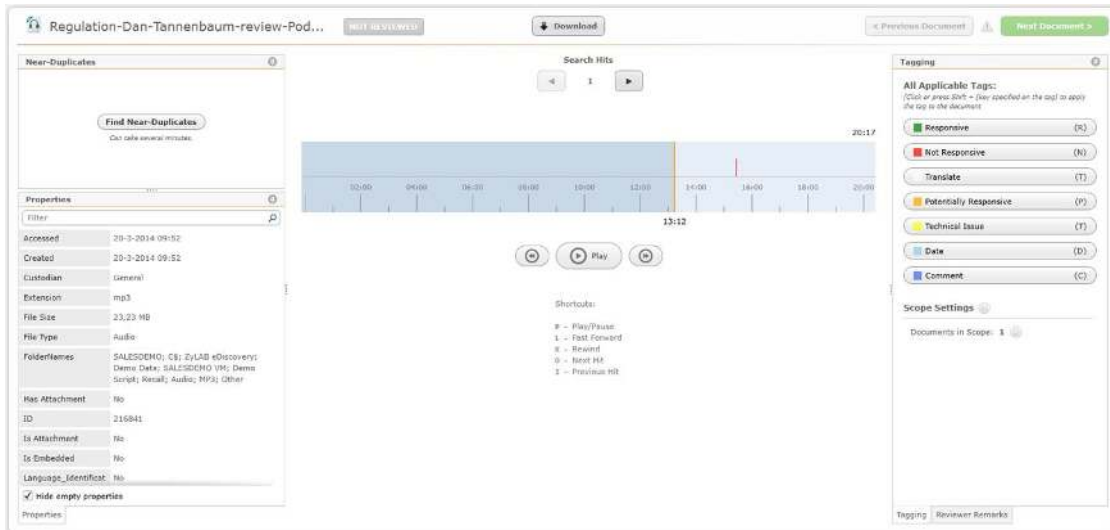 Regulation-Dan-Tannenbaum-review-Pod...
NOT REVIEWED
Download
< Previous Document
Next Document >
Near-Duplicates
Find Near-Duplicates
Can take several minutes.
Properties
Filter
Accessed 20-3-2014 09:52
Created 20-3-2014 09:52
Custodian General
Extension mp3
File Size 23,23 MB
File Type Audio
FolderNames SALESDEMO; C$; ZyLAB eDiscovery;
Demo Data; SALESDEMO VM; Demo
Script; Recall; Audio; MP3; Other
Has Attachment No
ID 216841
Is Attachment No
Is Embedded No
Language_Identificat No
Hide empty properties
Properties
Search Hits
1
20:17
02:00 04:00 06:00 08:00 10:00 12:00 14:00 16:00 18:00 20:00
13:12
Play
Shortcuts:
- Play/Pause
- Fast Forward
- Rewind
- Next Hit
- Previous Hit
Tagging
All Applicable Tags:
(Click or press Shift + [key specified on the tag] to apply
the tag to the document
Responsive (R)
Not Responsive (N)
Translate (T)
Potentially Responsive (P)
Technical Issue (T)
Date (D)
Comment (C)
Scope Settings
Documents in Scope: 1
Tagging Reviewer Remarks